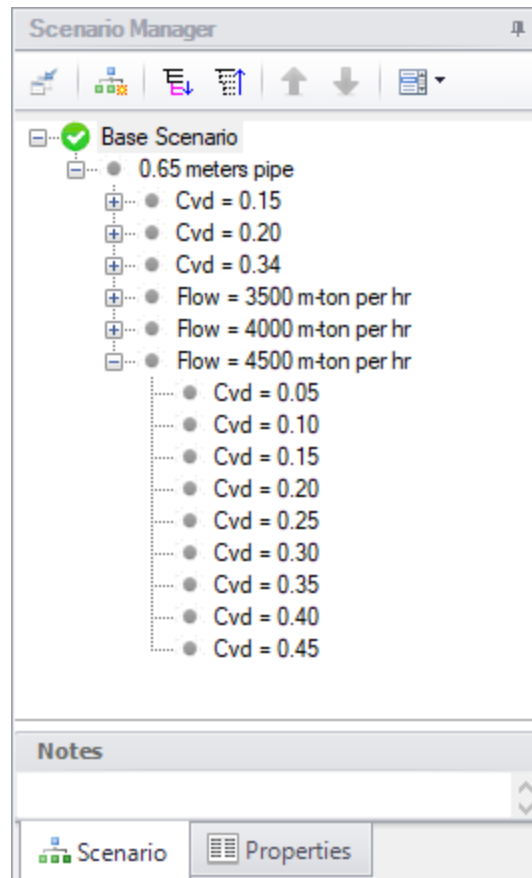 Scenario Manager
Base Scenario
0.65 meters pipe
Cvd = 0.15
Cvd = 0.20
Cvd = 0.34
Flow = 3500 m-ton per hr
Flow = 4000 m-ton per hr
Flow = 4500 m-ton per hr
Cvd = 0.05
Cvd = 0.10
Cvd = 0.15
Cvd = 0.20
Cvd = 0.25
Cvd = 0.30
Cvd = 0.35
Cvd = 0.40
Cvd = 0.45
Notes
Scenario Properties